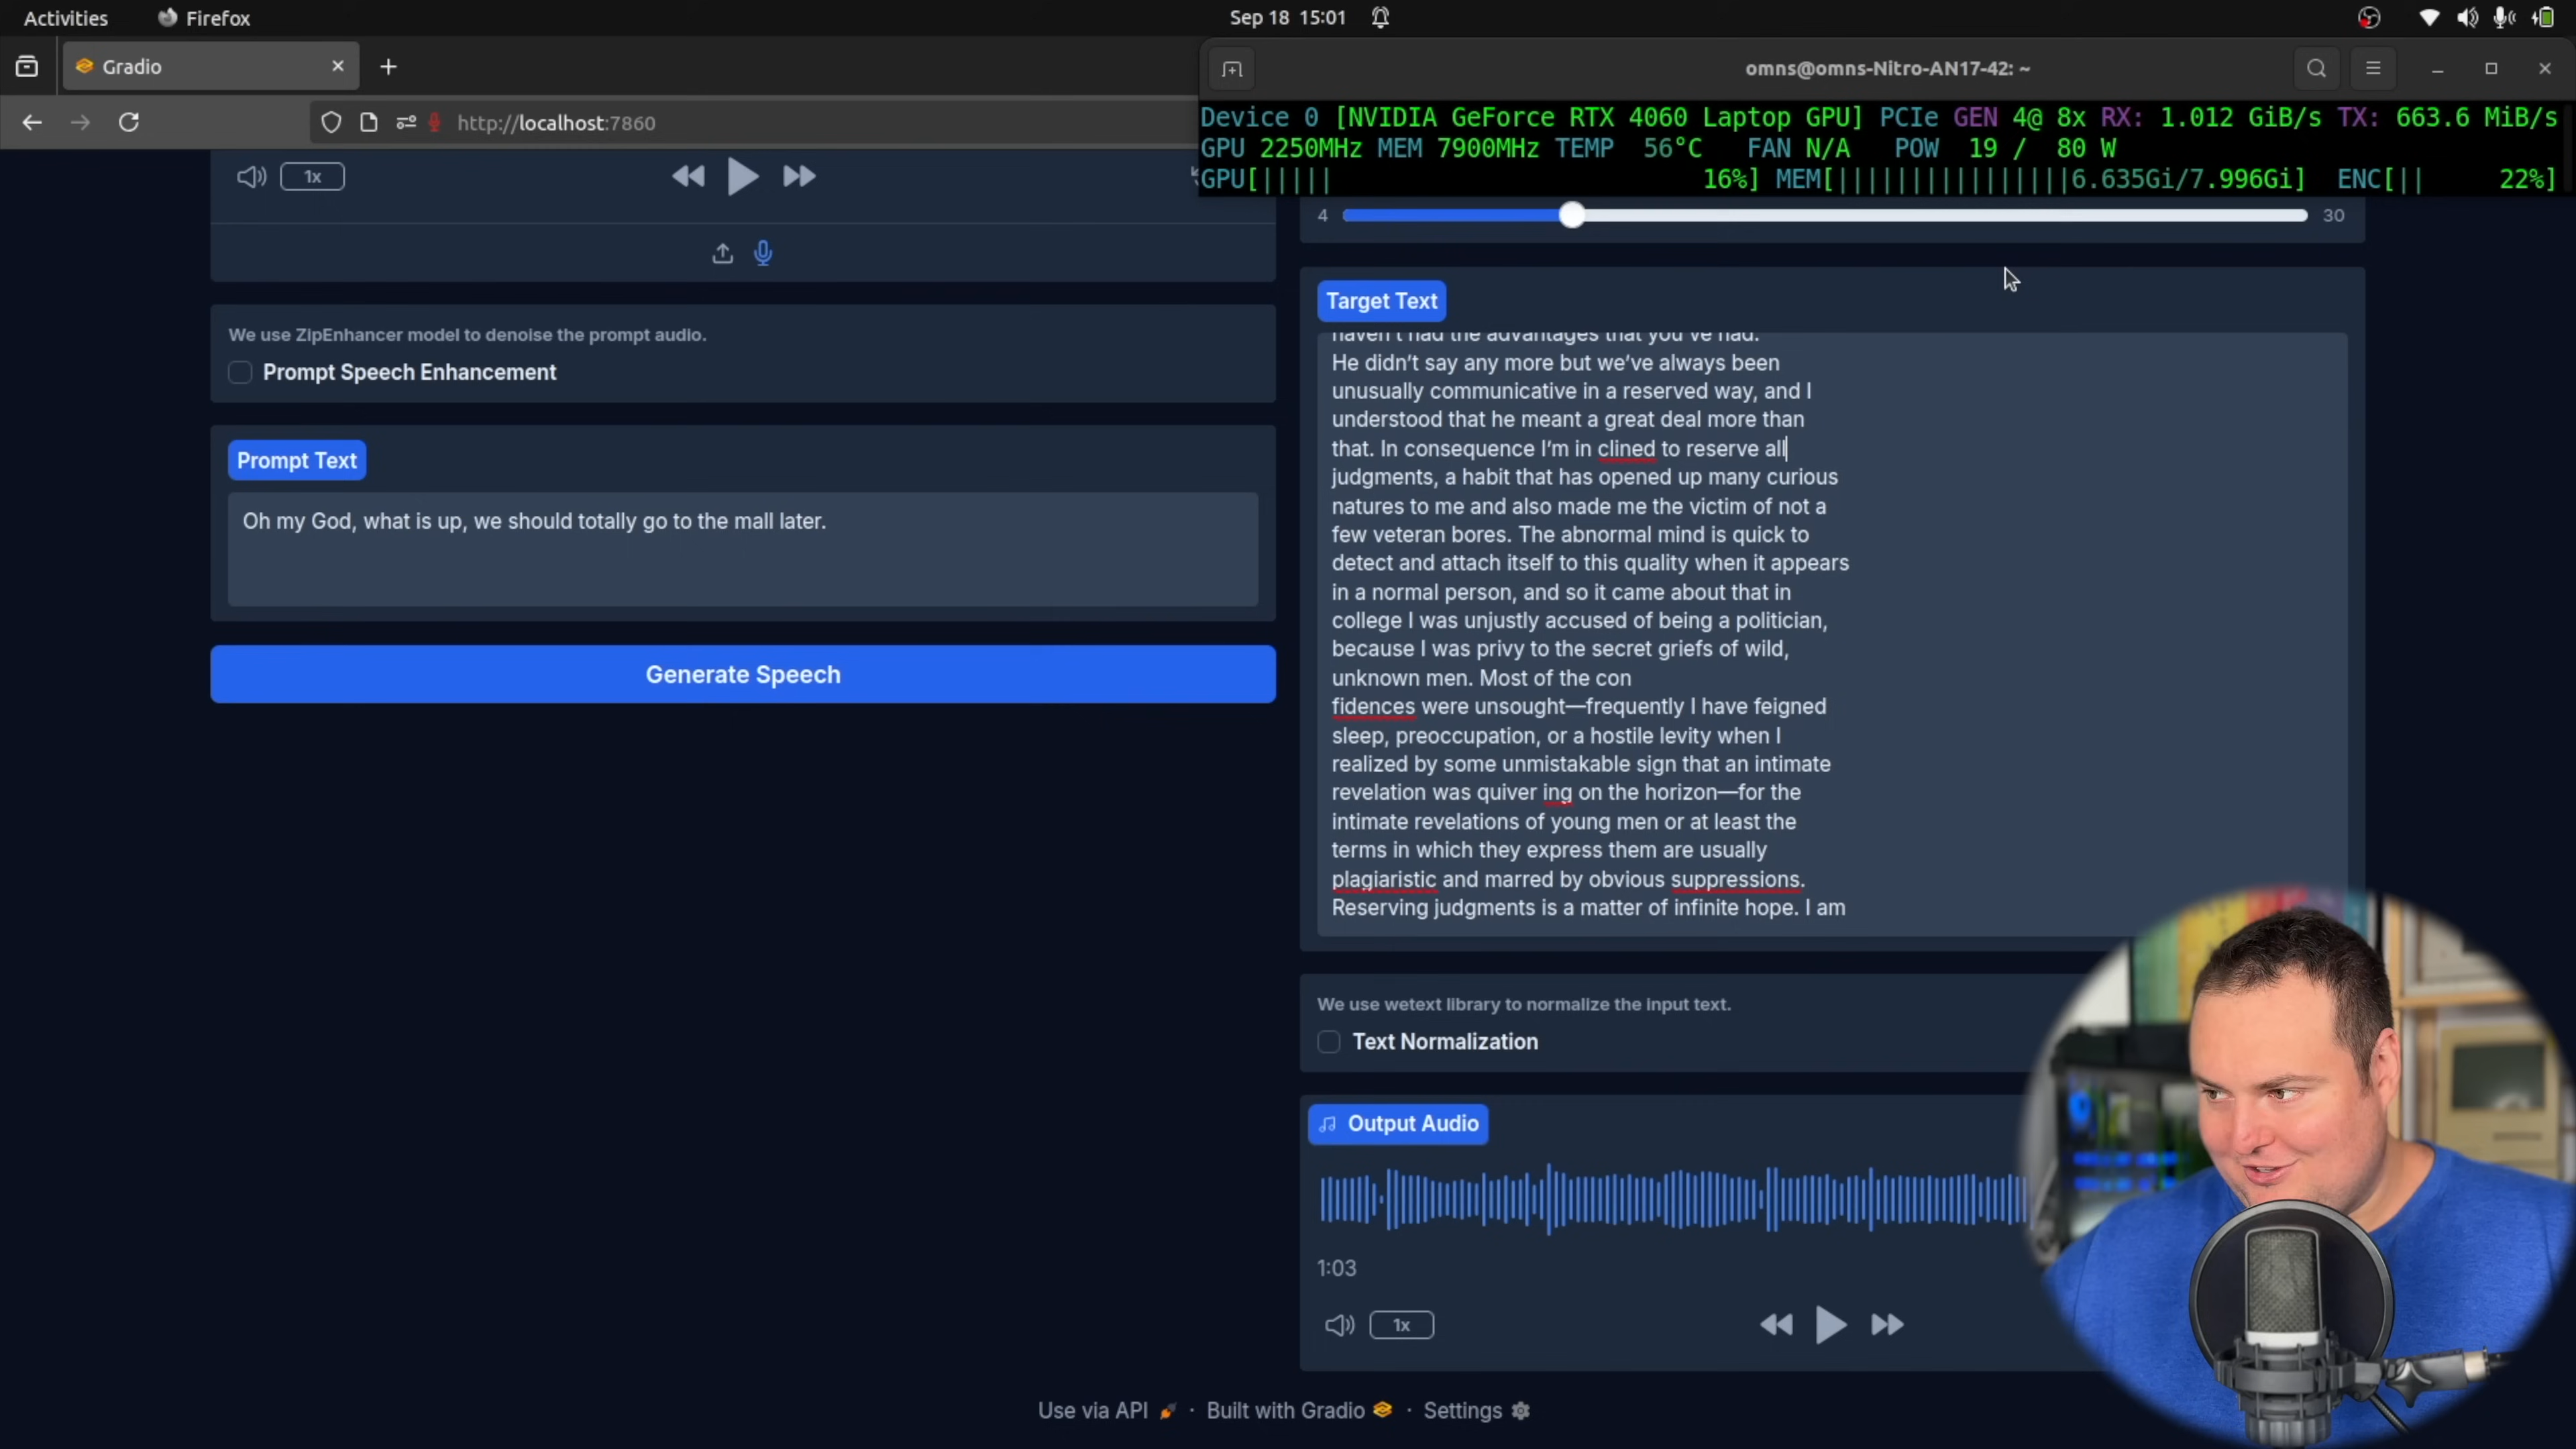 Activities
Firefox
Sep 18 15:01
Gradio
http://localhost:7860
omns@omns-Nitro-AN17-42: ~
Device 0 [NVIDIA GeForce RTX 4060 Laptop GPU] PCIe GEN 4@ 8x RX: 1.012 GiB/s TX: 663.6 MiB/s
GPU 2250MHz MEM 7900MHz TEMP 56°C FAN N/A POW 19 / 80 W
GPU[||||| 16%] MEM[||||||||||||||||6.635Gi/7.996Gi] ENC[|| 22%]
1x
We use ZipEnhancer model to denoise the prompt audio.
Prompt Speech Enhancement
Prompt Text
Oh my God, what is up, we should totally go to the mall later.
Generate Speech
4
30
Target Text
haven't had the advantages that you've had.
He didn’t say any more but we’ve always been
unusually communicative in a reserved way, and I
understood that he meant a great deal more than
that. In consequence I’m in clined to reserve all
judgments, a habit that has opened up many curious
natures to me and also made me the victim of not a
few veteran bores. The abnormal mind is quick to
detect and attach itself to this quality when it appears
in a normal person, and so it came about that in
college I was unjustly accused of being a politician,
because I was privy to the secret griefs of wild,
unknown men. Most of the con
fidences were unsought—frequently I have feigned
sleep, preoccupation, or a hostile levity when I
realized by some unmistakable sign that an intimate
revelation was quiver ing on the horizon—for the
intimate revelations of young men or at least the
terms in which they express them are usually
plagiaristic and marred by obvious suppressions.
Reserving judgments is a matter of infinite hope. I am
We use wetext library to normalize the input text.
Text Normalization
Output Audio
1:03
1x
Use via API · Built with Gradio · Settings